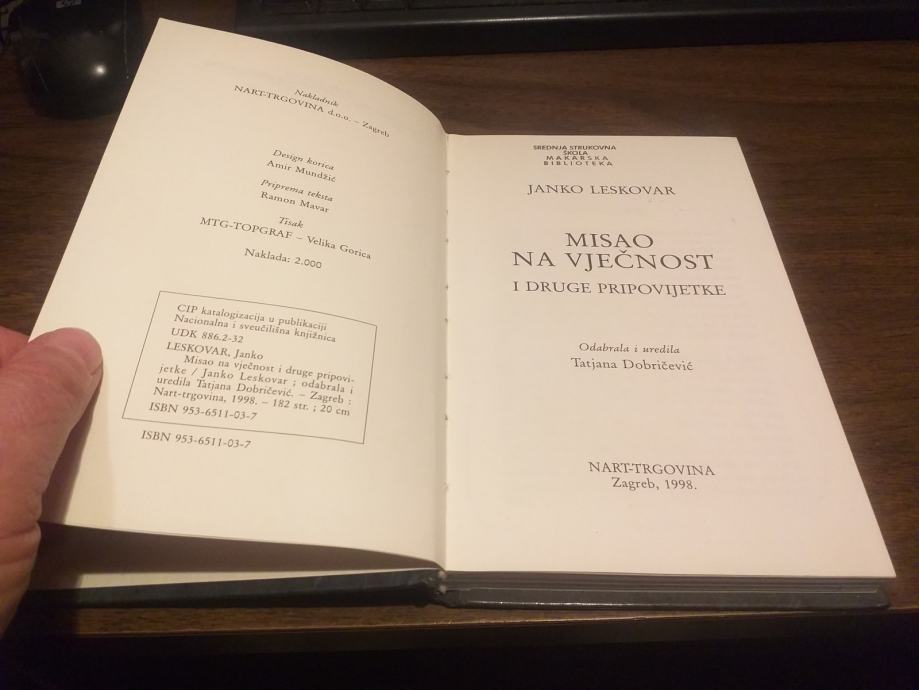 Nakladnik
NART-TRGOVINA d.o.o. – Zagreb
Design korica
Amir Mundžić
Priprema teksta
Ramon Mavar
Tisak
MTG-TOPGRAF – Velika Gorica
Naklada: 2.000
CIP katalogizacija u publikaciji
Nacionalna i sveučilišna knjižnica
UDK 886.2-32
LESKOVAR, Janko
Misao na vječnost i druge pripovi-
jetke / Janko Leskovar ; odabrala i
uredila Tatjana Dobričević. – Zagreb :
Nart-trgovina, 1998. – 182 str. ; 20 cm
ISBN 953-6511-03-7
ISBN 953-6511-03-7
SREDNJA STRUKOVNA
ŠKOLA
MAKARSKA
BIBLIOTEKA
JANKO LESKOVAR
MISAO
NA VJEČNOST
I DRUGE PRIPOVIJETKE
Odabrala i uredila
Tatjana Dobričević
NART-TRGOVINA
Zagreb, 1998.